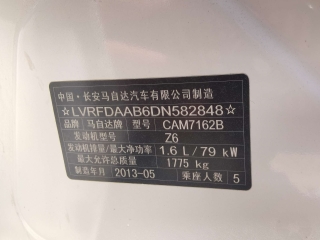 中国·长安马自达汽车有限公司制造
☆LVRFDAAB6DN582848☆
品牌 马自达牌 型号 CAM7162B
发动机型号 Z6
发动机排量/最大净功率 1.6 L/79 kW
最大允许总质量 1775 kg
制造年月 2013-05 乘座人数 5